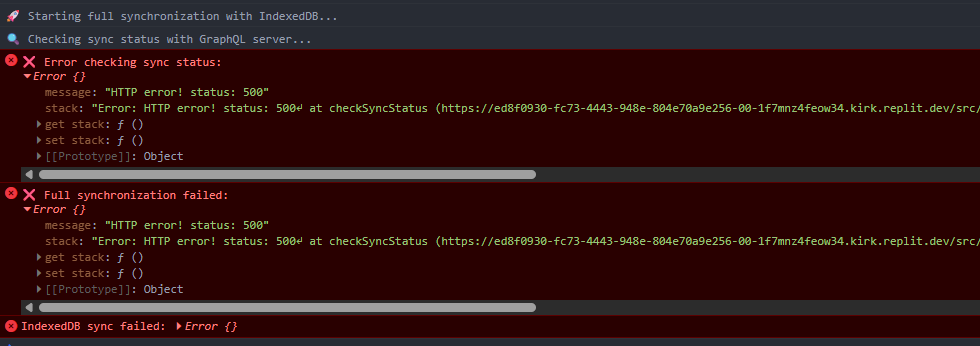 🚀 Starting full synchronization with IndexedDB...
🔍 Checking sync status with GraphQL server...
❌ Error checking sync status:
▼Error {}
message: "HTTP error! status: 500"
stack: "Error: HTTP error! status: 500↵ at checkSyncStatus (https://ed8f0930-fc73-4443-948e-804e70a9e256-00-1f7mnz4feow34.kirk.replit.dev/src/
▶get stack: ƒ ()
▶set stack: ƒ ()
▶[[Prototype]]: Object
❌ Full synchronization failed:
▼Error {}
message: "HTTP error! status: 500"
stack: "Error: HTTP error! status: 500↵ at checkSyncStatus (https://ed8f0930-fc73-4443-948e-804e70a9e256-00-1f7mnz4feow34.kirk.replit.dev/src/
▶get stack: ƒ ()
▶set stack: ƒ ()
▶[[Prototype]]: Object
IndexedDB sync failed: ▶Error {}